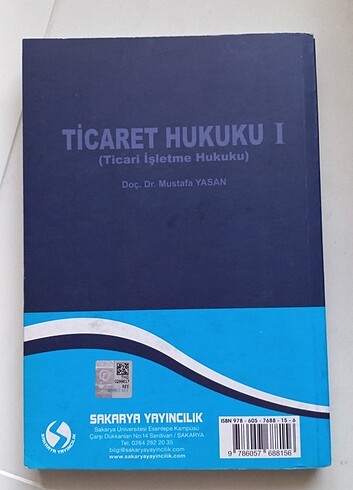 TİCARET HUKUKU I
(Ticari İşletme Hukuku)
Doç. Dr. Mustafa YASAN
SAKARYA YAYINCILIK
SAKARYA YAYINCILIK
Sakarya Üniversitesi Esentepe Kampüsü
Çarşı Dükkanları No:14 Serdivan / SAKARYA
Tel: 0264 282 20 35
bilgi@sakaryayayincilik.com
www.sakaryayayincilik.com
ISBN 978 - 605 - 7688 - 15 - 6
9 786057 688156